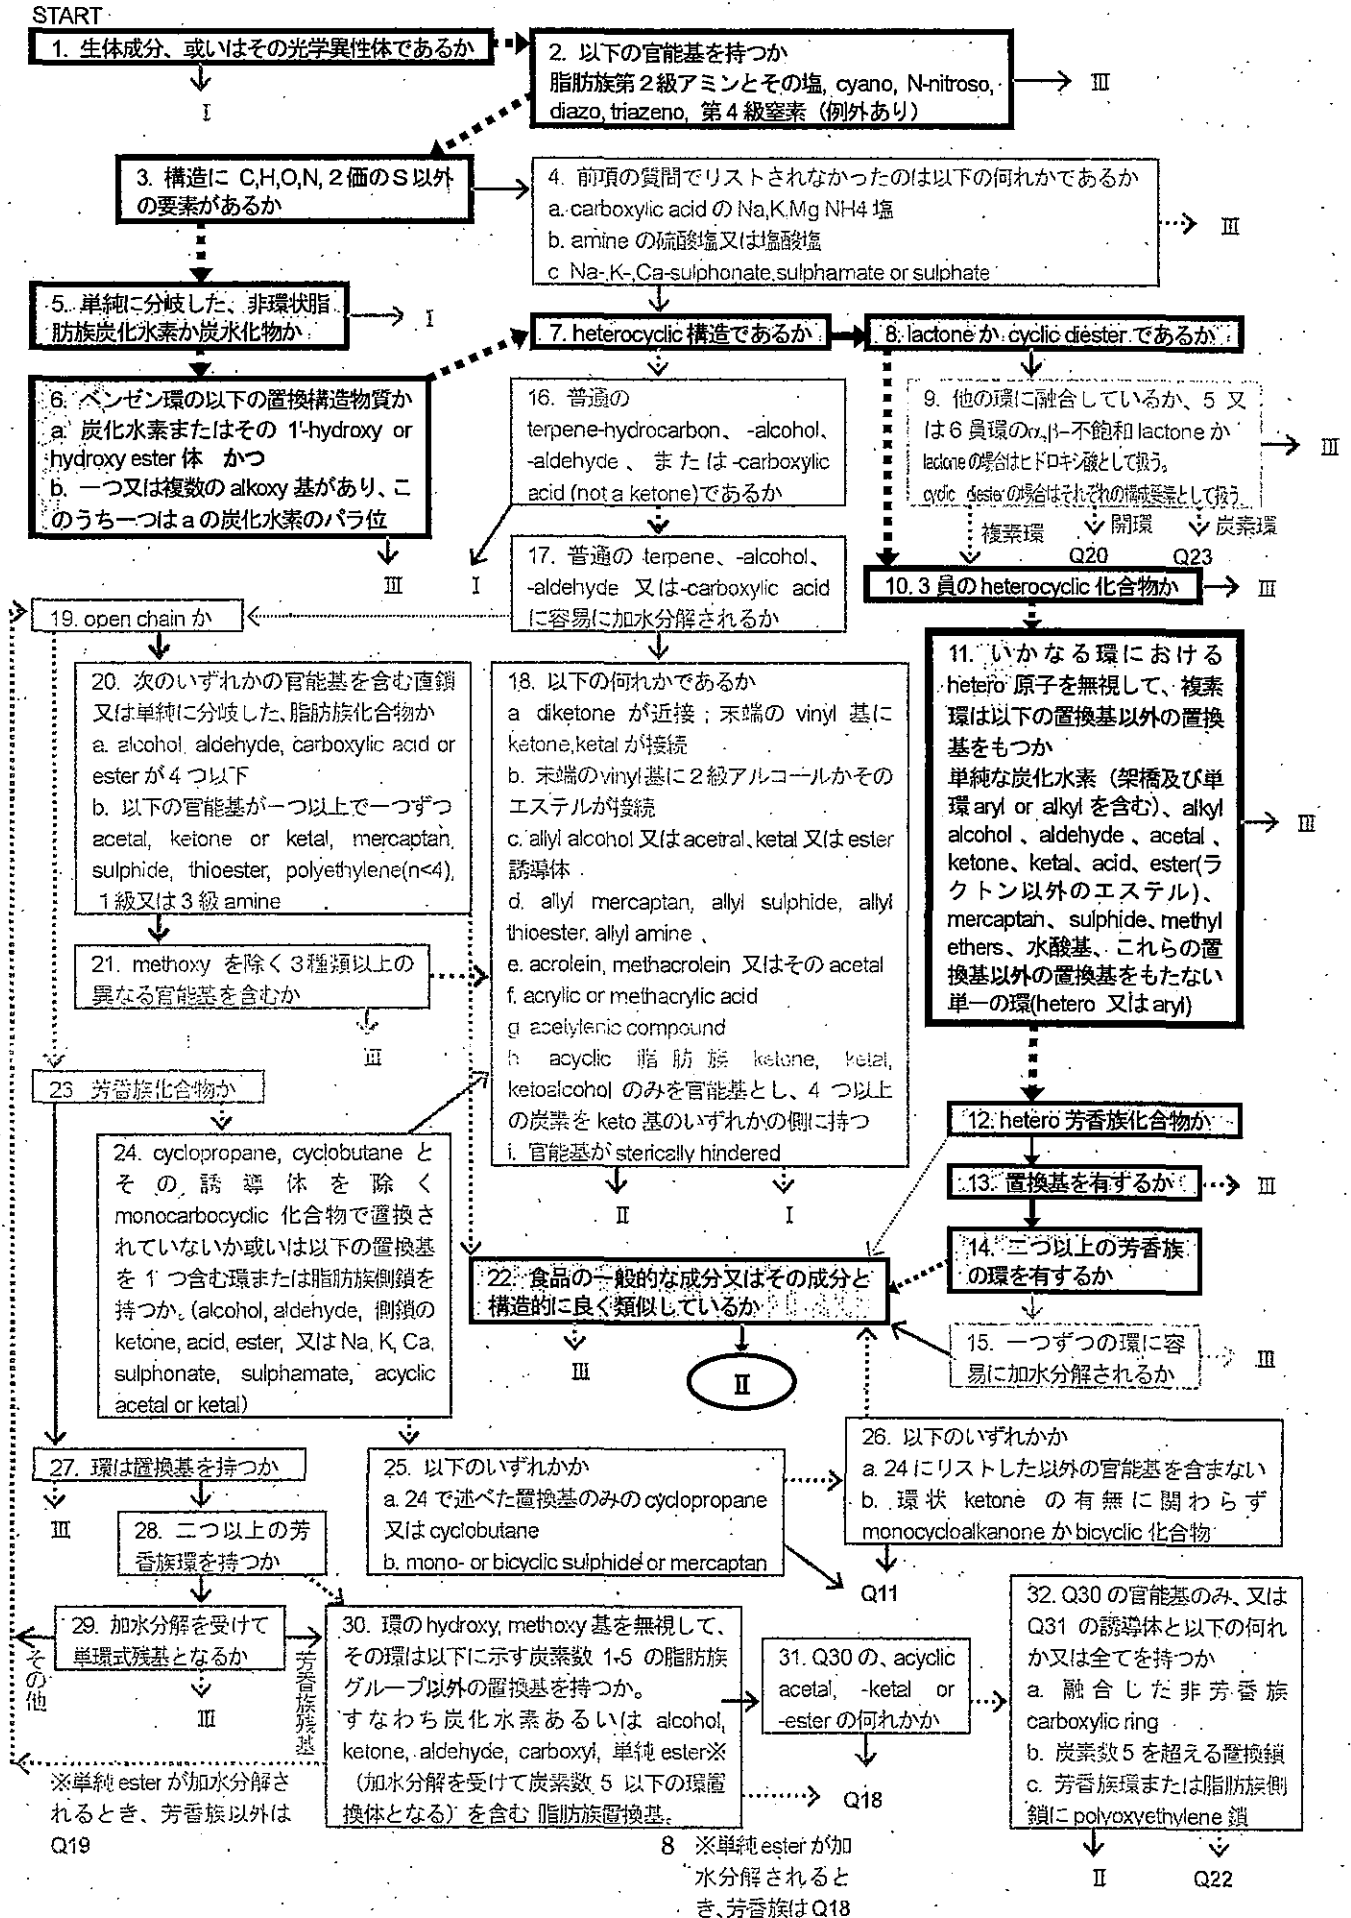 START
1. 生体成分、或いはその光学異性体であるか
I
2. 以下の官能基を持つか
脂肪族第2級アミンとその塩, cyano, N-nitroso,
diazo, triazeno, 第4級窒素（例外あり）
III
3. 構造に C,H,O,N,2価のS以外
の要素があるか
4. 前項の質問でリストされなかったのは以下の何れかであるか
a. carboxylic acid の Na,K,Mg NH4 塩
b. amine の硫酸塩又は塩酸塩
c Na-,K-,Ca-sulphonate,sulphamate or sulphate
III
5. 単純に分岐した、非環状脂
肪族炭化水素か炭水化物か
I
6. ベンゼン環の以下の置換構造物質か
a. 炭化水素またはその 1'-hydroxy or
hydroxy ester 体 かつ
b. 一つ又は複数の alkoxy 基があり、こ
のうち一つは a の炭化水素のパラ位
III
7. heterocyclic 構造であるか
8. lactone か cyclic diester であるか
9. 他の環に融合しているか、5 又
は 6 員環のα,β-不飽和 lactone か
lactone の場合はヒドロキシ酸として扱う。
cyclic diester の場合はそれぞれの構成要素として扱う
III
複素環
開環
炭素環
Q20
Q23
10. 3 員の heterocyclic 化合物か
III
11. いかなる環における
hetero 原子を無視して、複素
環は以下の置換基以外の置換
基をもつか
単純な炭化水素（架橋及び単
環 aryl or alkyl を含む）、alkyl
alcohol、aldehyde、acetal、
ketone、ketal、acid、ester(ラ
クトン以外のエステル)、
mercaptan、sulphide、methyl
ethers、水酸基、これらの置
換基以外の置換基をもたない
単一の環(hetero 又は aryl)
III
12. hetero 芳香族化合物か
13. 置換基を有するか
III
14. 二つ以上の芳香族
の環を有するか
15. 一つずつの環に容
易に加水分解されるか
III
16. 普通の
terpene-hydrocarbon、-alcohol、
-aldehyde、または-carboxylic
acid (not a ketone)であるか
I
17. 普通の terpene、-alcohol、
-aldehyde 又は-carboxylic acid
に容易に加水分解されるか
18. 以下の何れかであるか
a diketone が近接；末端の vinyl 基に
ketone,ketal が接続
b. 末端のvinyl基に2級アルコールかその
エステルが接続
c. allyl alcohol 又は acetral, ketal 又は ester
誘導体
d. allyl mercaptan, allyl sulphide, allyl
thioester, allyl amine 、
e. acrolein, methacrolein 又はその acetal
f. acrylic or methacrylic acid
g acetylenic compound
h acyclic 脂肪族 ketone, ketal,
ketoalcohol のみを官能基とし、4 つ以上
の炭素を keto 基のいずれかの側に持つ
i. 官能基が sterically hindered
II
I
19. open chain か
20. 次のいずれかの官能基を含む直鎖
又は単純に分岐した、脂肪族化合物か
a. alcohol, aldehyde, carboxylic acid or
ester が 4 つ以下
b. 以下の官能基が一つ以上で一つずつ
acetal, ketone or ketal, mercaptan,
sulphide, thioester, polyethylene(n<4),
1 級又は 3 級 amine
21. methoxy を除く 3 種類以上の
異なる官能基を含むか
III
22. 食品の一般的な成分又はその成分と
構造的に良く類似しているか
III
II
23 芳香族化合物か
24. cyclopropane, cyclobutane と
その誘導体を除く
monocarbocyclic 化合物で置換さ
れていないか或いは以下の置換基
を 1 つ含む環または脂肪族側鎖を
持つか。(alcohol, aldehyde, 側鎖の
ketone, acid, ester, 又は Na, K, Ca,
sulphonate, sulphamate, acyclic
acetal or ketal)
25. 以下のいずれかか
a. 24 で述べた置換基のみの cyclopropane
又は cyclobutane
b. mono- or bicyclic sulphide or mercaptan
26. 以下のいずれかか
a. 24 にリストした以外の官能基を含まない
b. 環状 ketone の有無に関わらず
monocycloalkanone か bicyclic 化合物
Q11
27. 環は置換基を持つか
III
28. 二つ以上の芳
香族環を持つか
29. 加水分解を受けて
単環式残基となるか
その他
芳香族残基
III
30. 環の hydroxy, methoxy 基を無視して、
その環は以下に示す炭素数 1-5 の脂肪族
グループ以外の置換基を持つか。
すなわち炭化水素あるいは alcohol,
ketone, aldehyde, carboxyl, 単純 ester※
（加水分解を受けて炭素数 5 以下の環置
換体となる）を含む 脂肪族置換基。
31. Q30 の、acyclic
acetal, -ketal or
-ester の何れかか
Q18
32. Q30 の官能基のみ、又は
Q31 の誘導体と以下の何れ
か又は全てを持つか
a. 融合した非芳香族
carboxylic ring
b. 炭素数 5 を超える置換鎖
c. 芳香族環または脂肪族側
鎖に polyoxyethylene 鎖
II
Q22
※単純 ester が加水分解さ
れるとき、芳香族以外は
Q19
8
※単純 ester が加
水分解されると
き、芳香族は Q18